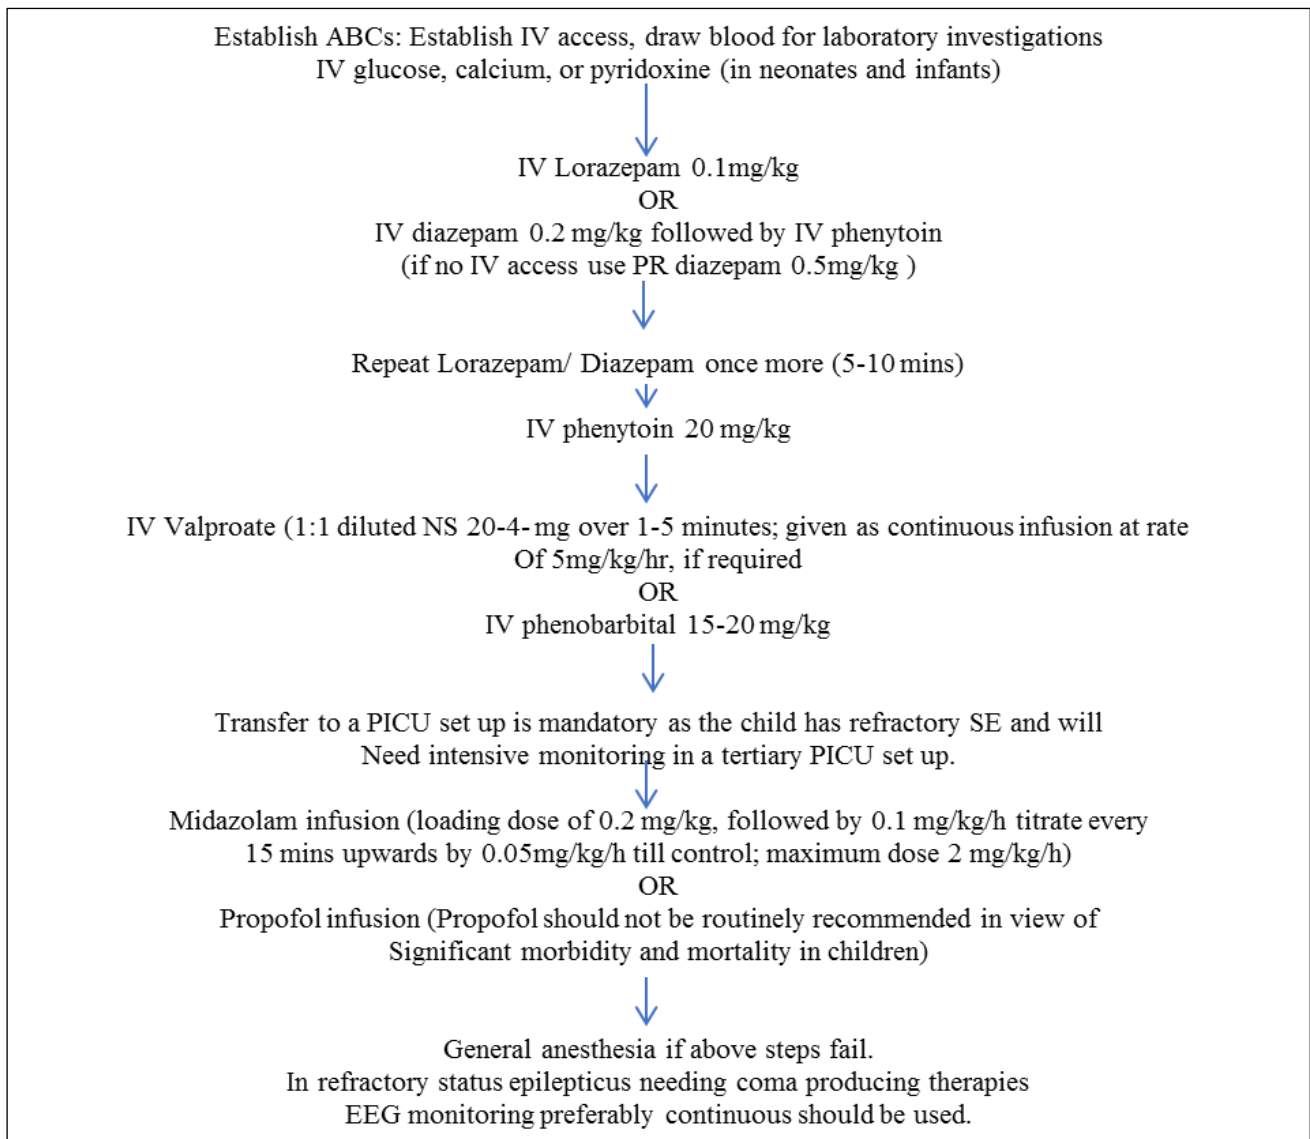 Establish ABCs: Establish IV access, draw blood for laboratory investigations
IV glucose, calcium, or pyridoxine (in neonates and infants)
IV Lorazepam 0.1mg/kg
OR
IV diazepam 0.2 mg/kg followed by IV phenytoin
(if no IV access use PR diazepam 0.5mg/kg )
Repeat Lorazepam/ Diazepam once more (5-10 mins)
IV phenytoin 20 mg/kg
IV Valproate (1:1 diluted NS 20-4- mg over 1-5 minutes; given as continuous infusion at rate
Of 5mg/kg/hr, if required
OR
IV phenobarbital 15-20 mg/kg
Transfer to a PICU set up is mandatory as the child has refractory SE and will
Need intensive monitoring in a tertiary PICU set up.
Midazolam infusion (loading dose of 0.2 mg/kg, followed by 0.1 mg/kg/h titrate every
15 mins upwards by 0.05mg/kg/h till control; maximum dose 2 mg/kg/h)
OR
Propofol infusion (Propofol should not be routinely recommended in view of
Significant morbidity and mortality in children)
General anesthesia if above steps fail.
In refractory status epilepticus needing coma producing therapies
EEG monitoring preferably continuous should be used.